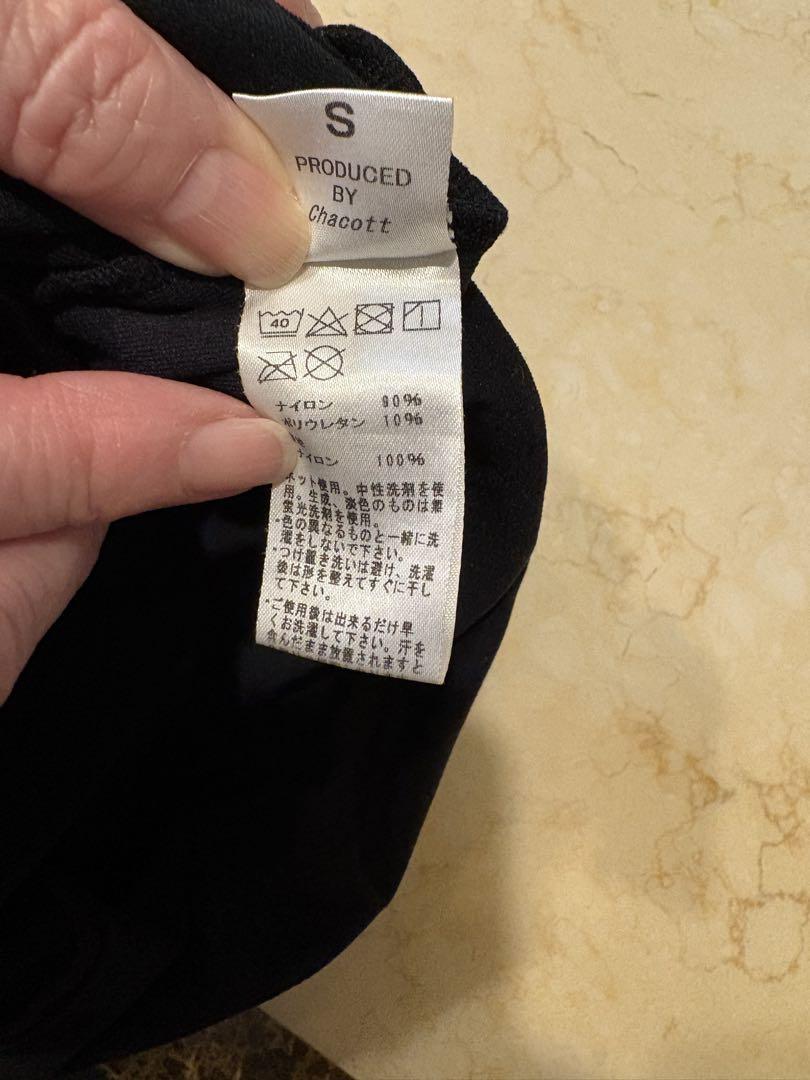 S
PRODUCED
BY
Chacott
40
ナイロン 90%
ポリウレタン 10%
ナイロン 100%
ネット使用。中性洗剤を使
用。生成、淡色のものは無
蛍光洗剤を使用。
・色の異なるものと一緒に洗
濯をしないで下さい。
・つけ置き洗いは避け、洗濯
後は形を整えてすぐに干し
て下さい。
・ご使用後は出来るだけ早
くお洗濯して下さい。汗を
含んだまま放置されますと